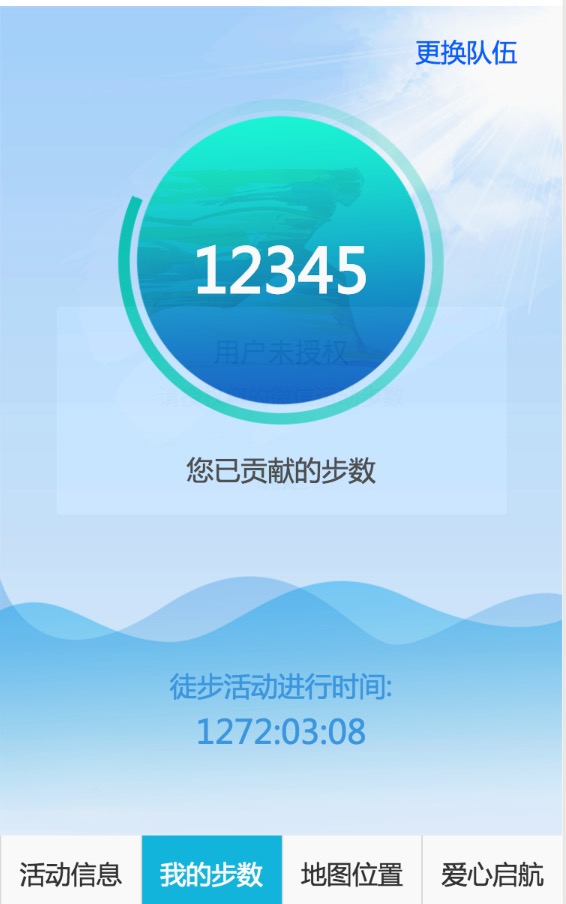 更换队伍
12345
用户未授权
您已贡献的步数
徒步活动进行时间:
1272:03:08
活动信息
我的步数
地图位置
爱心启航